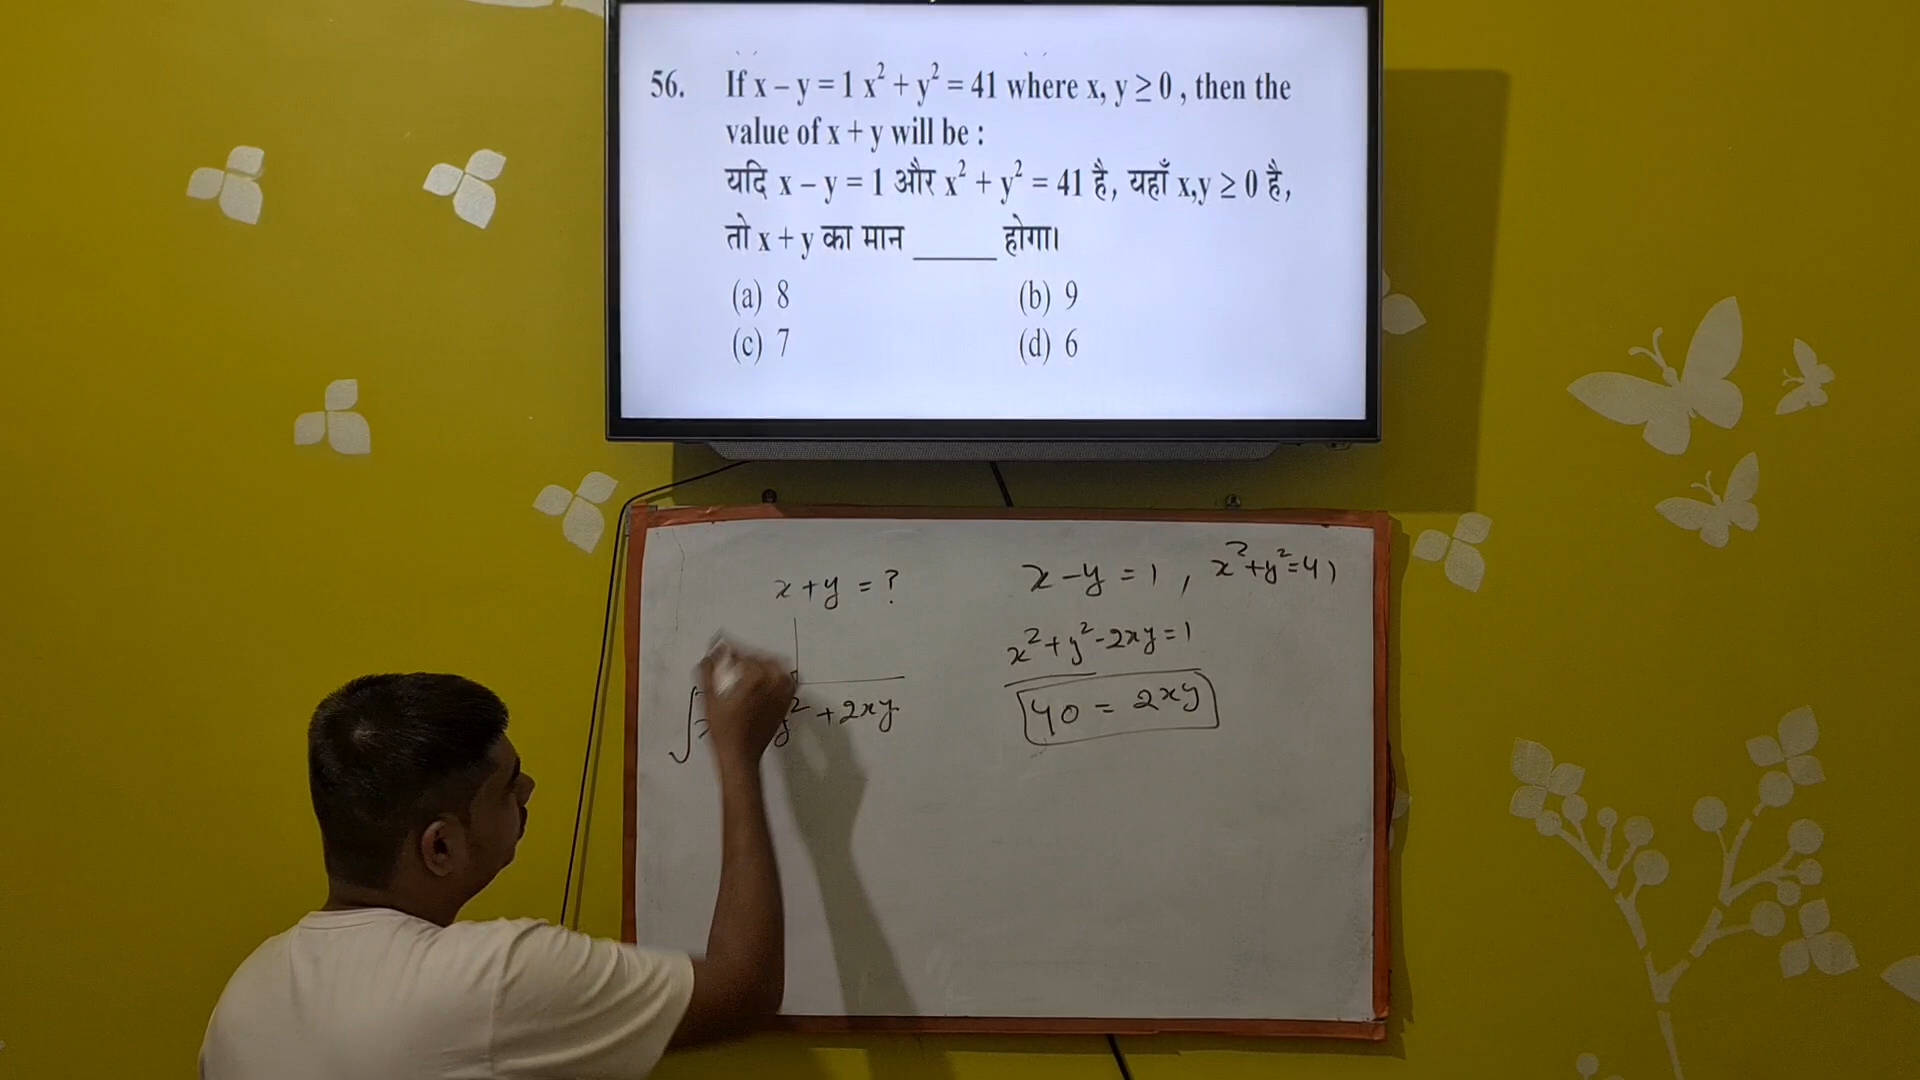 56. If x – y = 1 x² + y² = 41 where x, y ≥ 0 , then the
value of x + y will be :
यदि x – y = 1 और x² + y² = 41 है, यहाँ x,y ≥ 0 है,
तो x + y का मान _____ होगा।
(a) 8 (b) 9
(c) 7 (d) 6
x + y = ?
x – y = 1 , x² + y² = 41
x² + y² - 2xy = 1
40 = 2xy
y² + 2xy